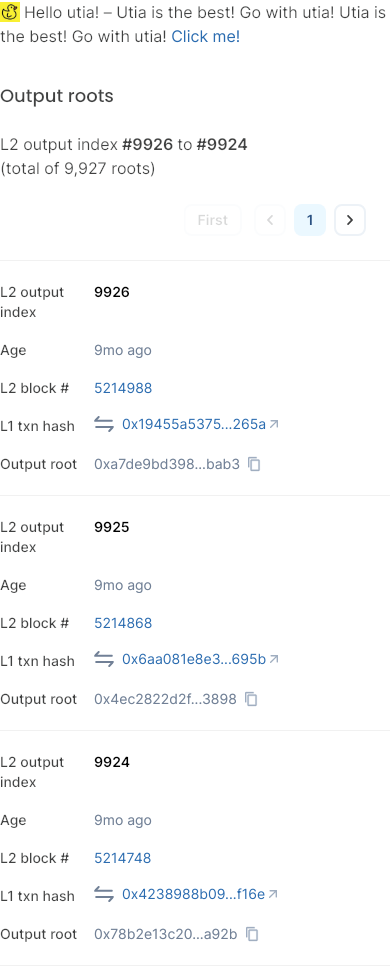 Hello utia! – Utia is the best! Go with utia! Utia is
the best! Go with utia! Click me!
Output roots
L2 output index #9926 to #9924
(total of 9,927 roots)
First
1
L2 output index
9926
Age
9mo ago
L2 block #
5214988
L1 txn hash
0x19455a5375...265a
Output root
0xa7de9bd398...bab3
L2 output index
9925
Age
9mo ago
L2 block #
5214868
L1 txn hash
0x6aa081e8e3...695b
Output root
0x4ec2822d2f...3898
L2 output index
9924
Age
9mo ago
L2 block #
5214748
L1 txn hash
0x4238988b09...f16e
Output root
0x78b2e13c20...a92b